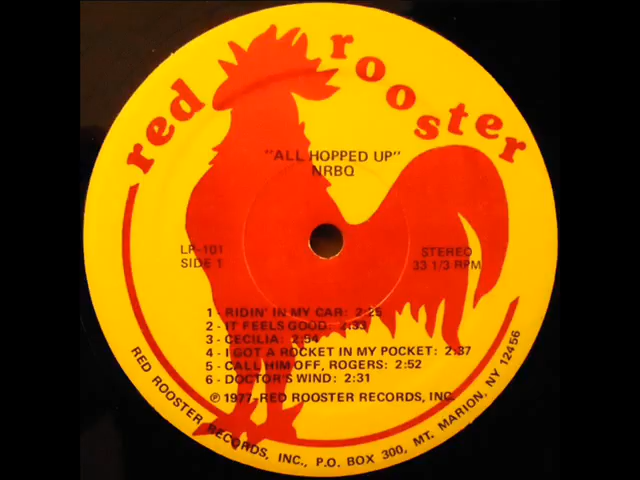 red rooster
"ALL HOPPED UP"
NRBQ
LP-101
SIDE 1
STEREO
33 1/3 RPM
1 - RIDIN' IN MY CAR: 2:25
2 - IT FEELS GOOD: 2:33
3 - CECILIA: 2:54
4 - I GOT A ROCKET IN MY POCKET: 2:37
5 - CALL HIM OFF, ROGERS: 2:52
6 - DOCTOR'S WIND: 2:31
℗ 1977-RED ROOSTER RECORDS, INC.
RED ROOSTER RECORDS, INC., P.O. BOX 300, MT. MARION, NY 12456